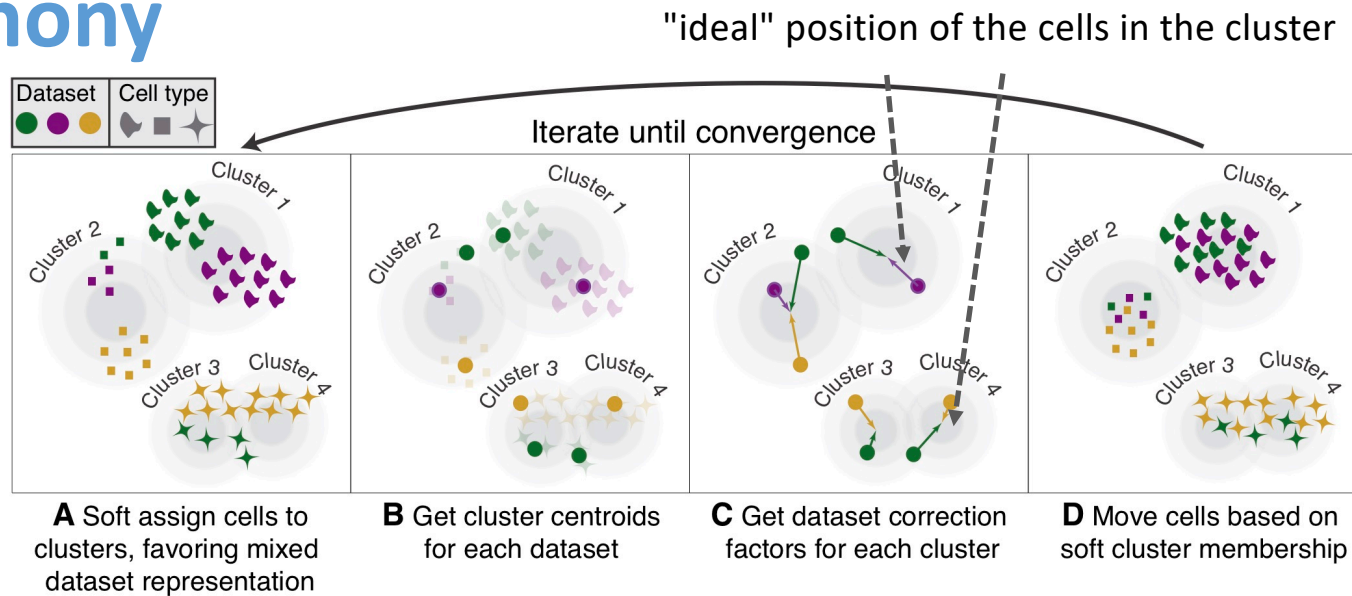 mony
"ideal" position of the cells in the cluster
Dataset
Cell type
Iterate until convergence
Cluster 1
Cluster 2
Cluster 3
Cluster 4
Cluster 1
Cluster 2
Cluster 3
Cluster 4
Cluster 1
Cluster 2
Cluster 3
Cluster 4
Cluster 1
Cluster 2
Cluster 3
Cluster 4
A Soft assign cells to
clusters, favoring mixed
dataset representation
B Get cluster centroids
for each dataset
C Get dataset correction
factors for each cluster
D Move cells based on
soft cluster membership